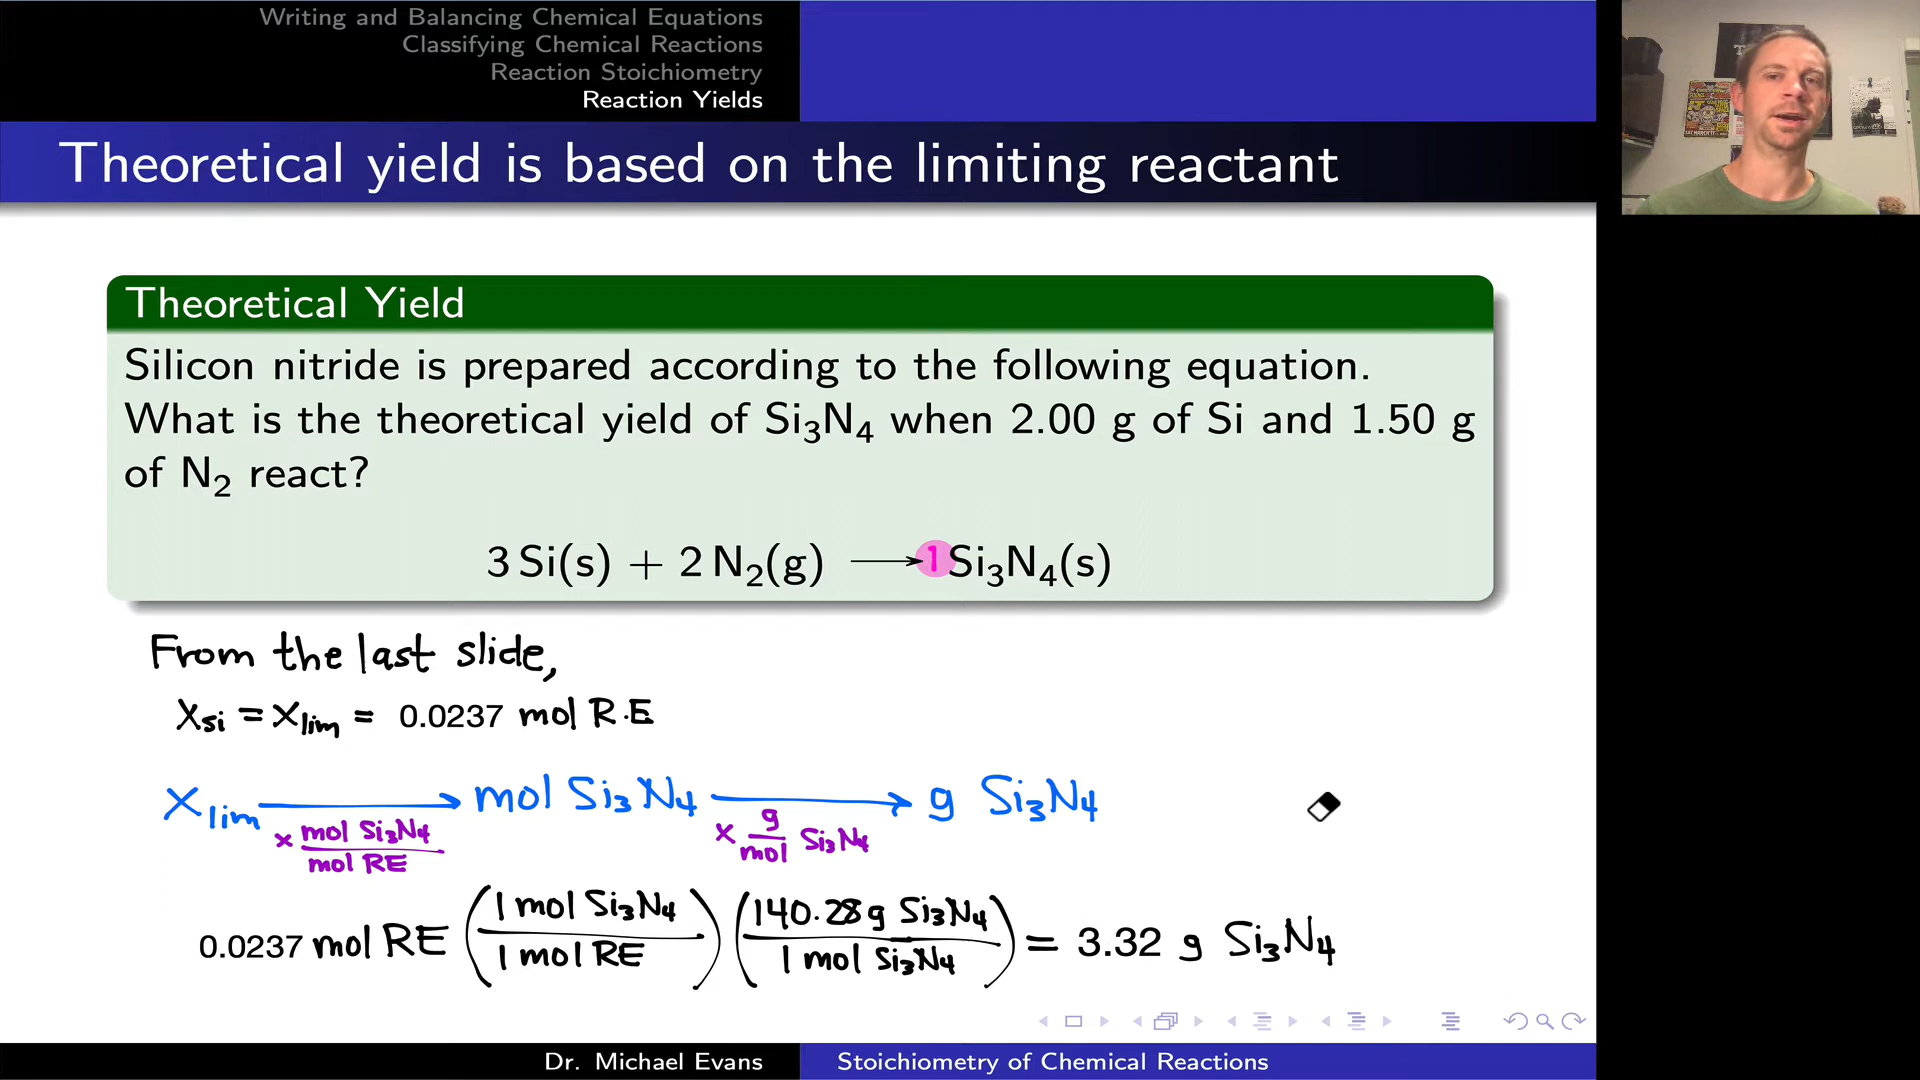 Writing and Balancing Chemical Equations
Classifying Chemical Reactions
Reaction Stoichiometry
Reaction Yields
Theoretical yield is based on the limiting reactant
Theoretical Yield
Silicon nitride is prepared according to the following equation.
What is the theoretical yield of Si₃N₄ when 2.00 g of Si and 1.50 g
of N₂ react?
3 Si(s) + 2 N₂(g) ⟶ 1 Si₃N₄(s)
From the last slide,
X_Si = X_lim = 0.0237 mol R.E
X_lim → mol Si₃N₄ → g Si₃N₄
× mol Si₃N₄ / mol RE × g / mol Si₃N₄
0.0237 mol RE (1 mol Si₃N₄ / 1 mol RE) (140.28 g Si₃N₄ / 1 mol Si₃N₄) = 3.32 g Si₃N₄
Dr. Michael Evans Stoichiometry of Chemical Reactions